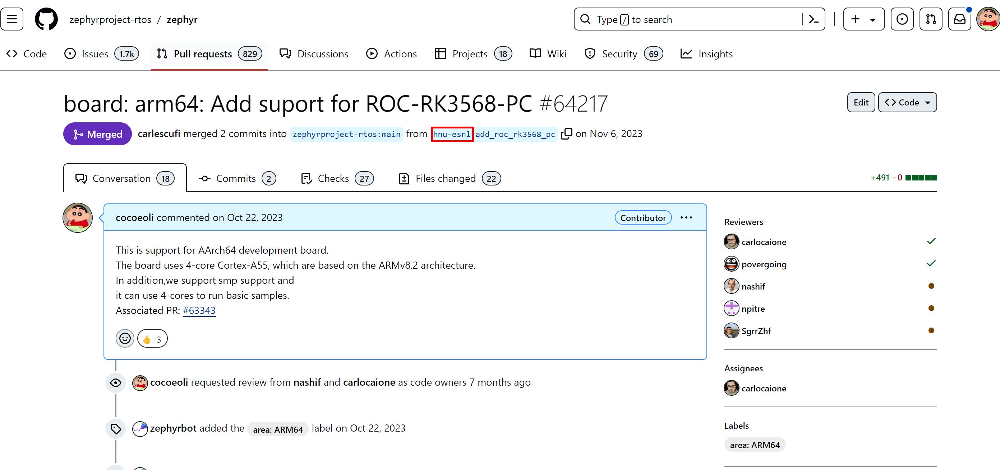 zephyrproject-rtos / zephyr
Type / to search
Code
Issues 1.7k
Pull requests 829
Discussions
Actions
Projects 18
Wiki
Security 69
Insights
board: arm64: Add suport for ROC-RK3568-PC #64217
Edit
Code
Merged
carlescufi merged 2 commits into zephyrproject-rtos:main from hnu-esnl add_roc_rk3568_pc on Nov 6, 2023
Conversation 18
Commits 2
Checks 27
Files changed 22
+491 −0
cocoeoli commented on Oct 22, 2023
Contributor
This is support for AArch64 development board.
The board uses 4-core Cortex-A55, which are based on the ARMv8.2 architecture.
In addition,we support smp support and
it can use 4-cores to run basic samples.
Associated PR: #63343
👍 3
cocoeoli requested review from nashif and carlocaione as code owners 7 months ago
zephyrbot added the area: ARM64 label on Oct 22, 2023
Reviewers
carlocaione
povergoing
nashif
npitre
SgrrZhf
Assignees
carlocaione
Labels
area: ARM64